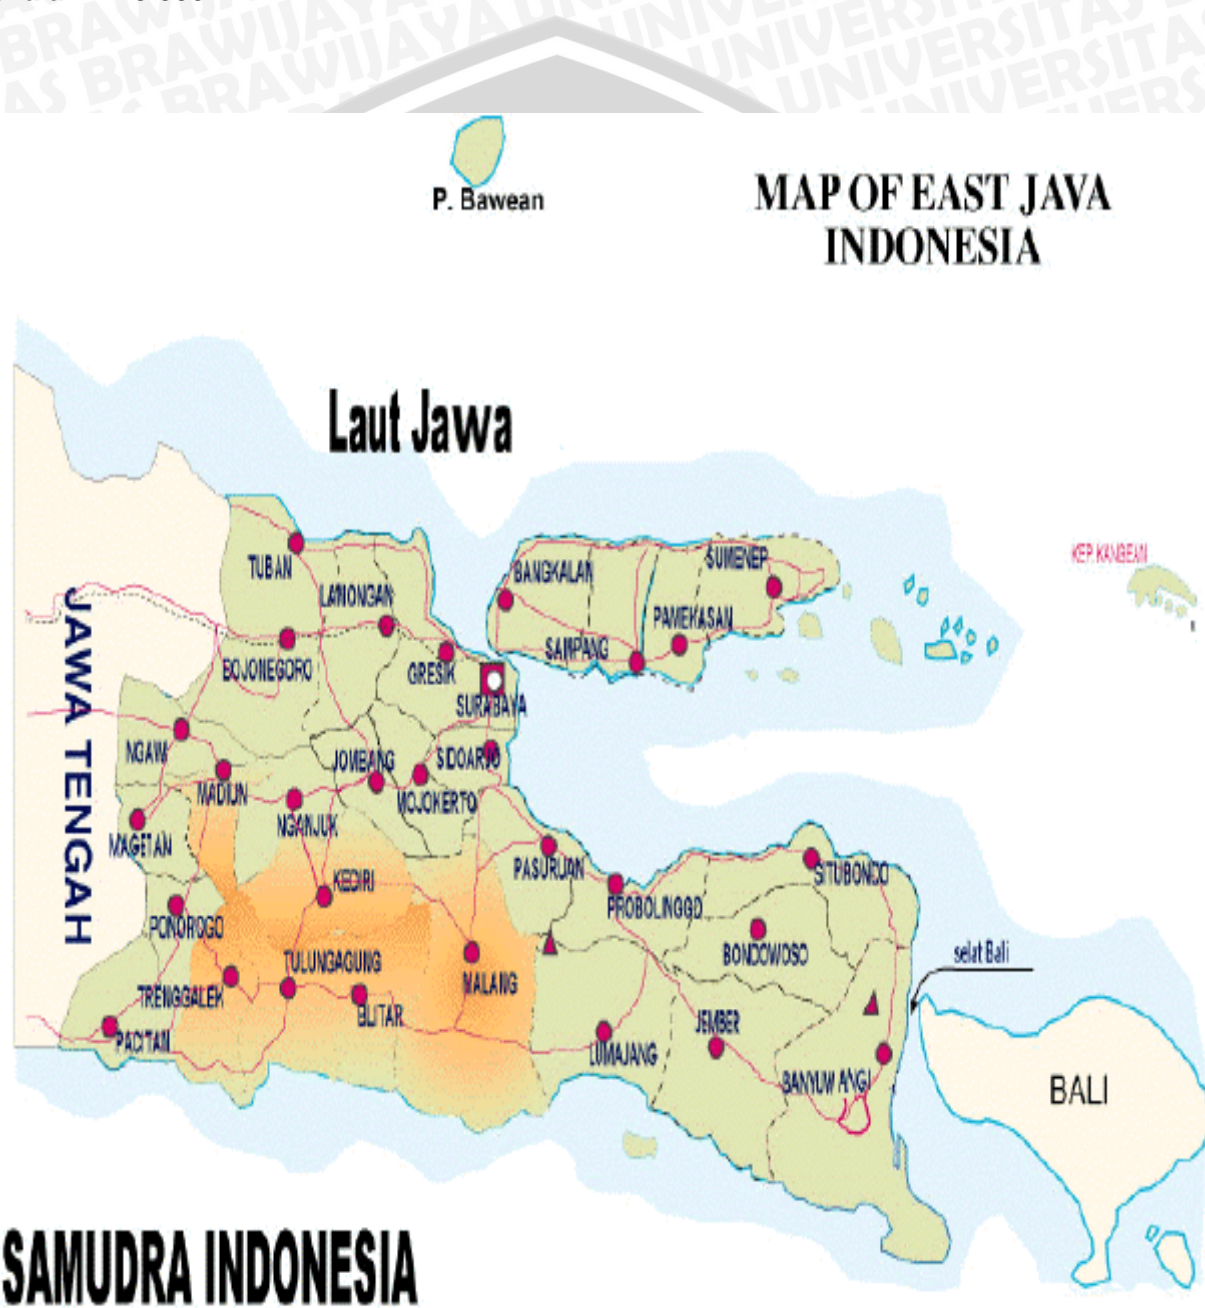 P. Bawean
MAP OF EAST JAVA
INDONESIA
Laut Jawa
KEP. KANGEAN
TUBAN
LAMONGAN
BANGKALAN
SUMENEP
PAMEKASAN
SAMPANG
BOJONEGORO
GRESIK
SURABAYA
JAWA TENGAH
NGAWI
JOMBANG
SIDOARJO
MADIUN
MOJOKERTO
NGANJUK
MAGETAN
PASURUAN
KEDIRI
SITUBONDO
PROBOLINGGO
PONOROGO
BONDOWOSO
selat Bali
TULUNGAGUNG
MALANG
TRENGGALEK
BLITAR
JEMBER
PACITAN
LUMAJANG
BANYUWANGI
BALI
SAMUDRA INDONESIA